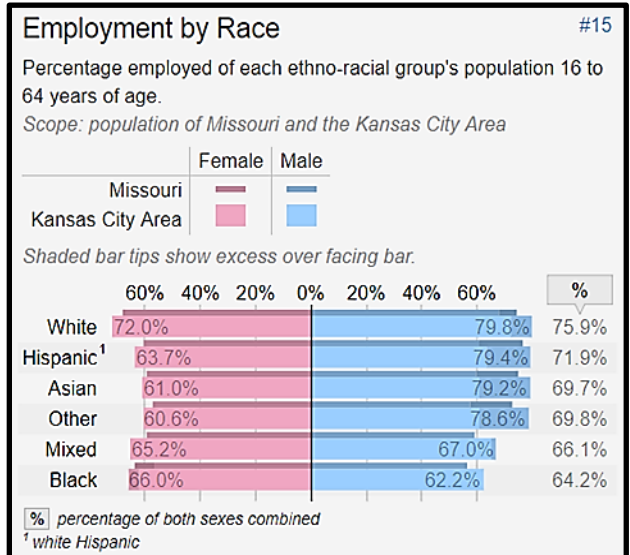 Employment by Race #15
Percentage employed of each ethno-racial group's population 16 to
64 years of age.
Scope: population of Missouri and the Kansas City Area
Female Male
Missouri
Kansas City Area
Shaded bar tips show excess over facing bar.
60% 40% 20% 0% 20% 40% 60% %
White 72.0% 79.8% 75.9%
Hispanic¹ 63.7% 79.4% 71.9%
Asian 61.0% 79.2% 69.7%
Other 60.6% 78.6% 69.8%
Mixed 65.2% 67.0% 66.1%
Black 66.0% 62.2% 64.2%
% percentage of both sexes combined
¹ white Hispanic